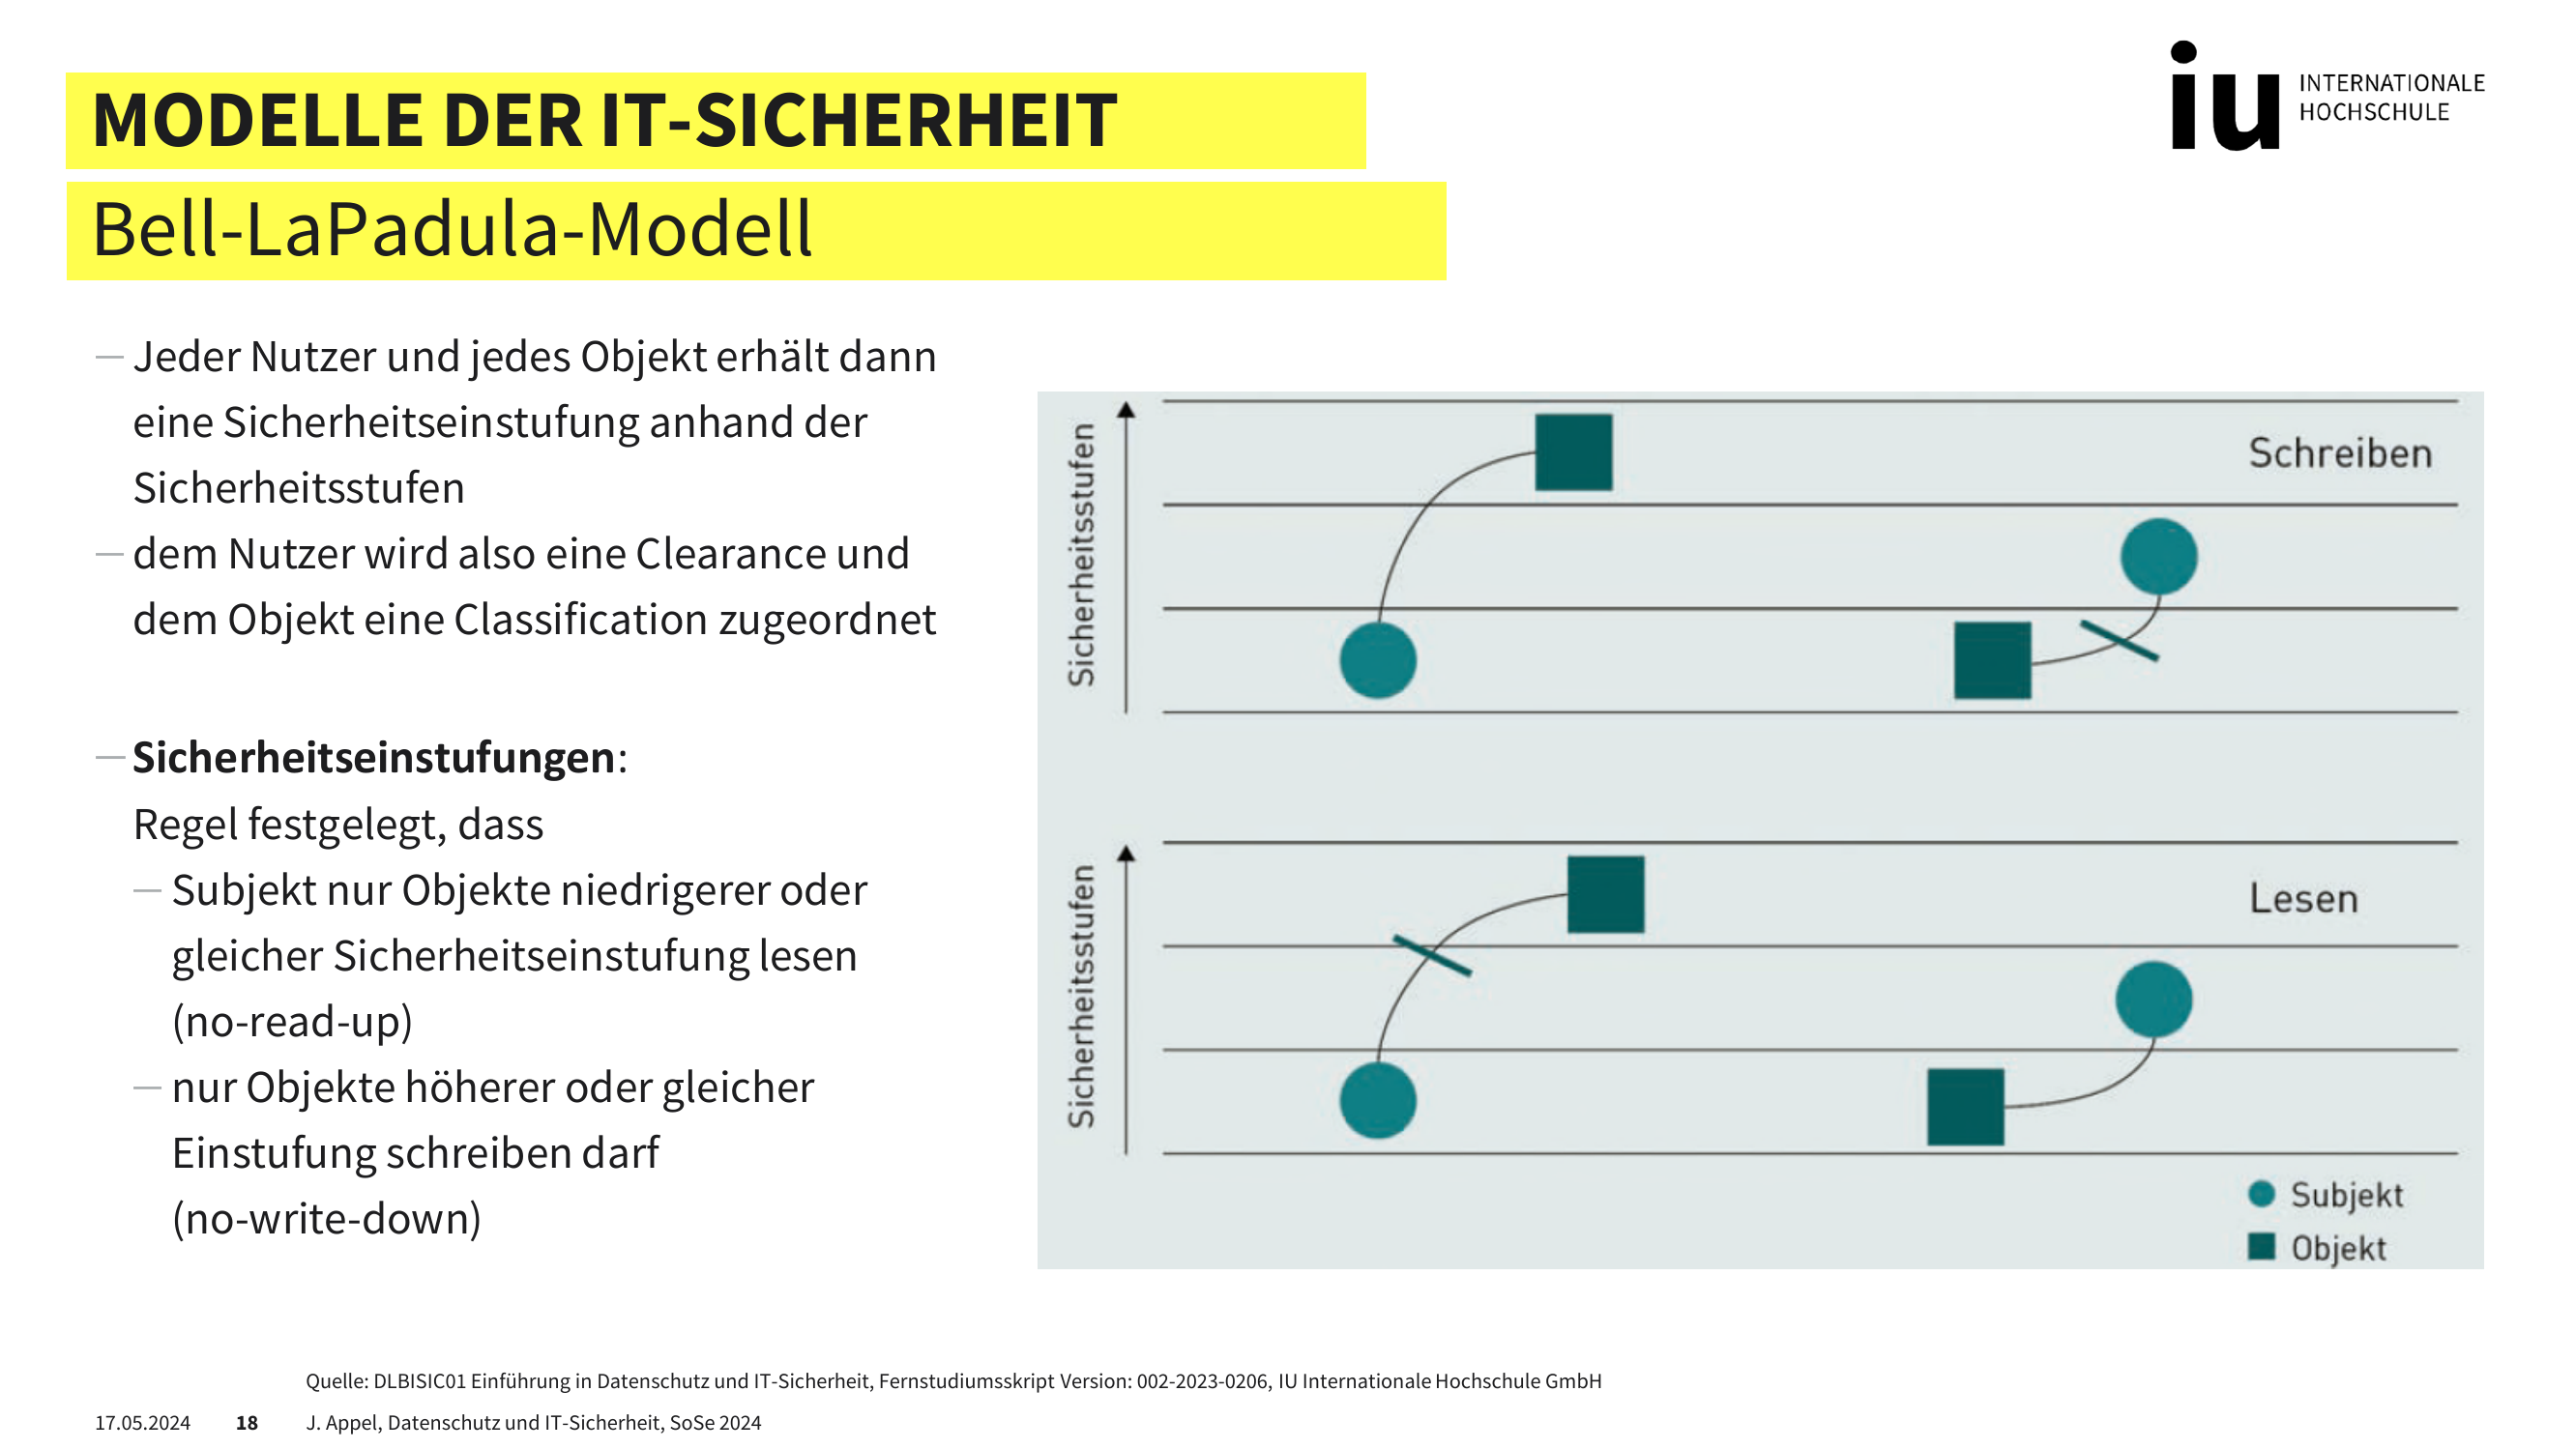 MODELLE DER IT-SICHERHEIT
Bell-LaPadula-Modell
iu INTERNATIONALE
HOCHSCHULE
— Jeder Nutzer und jedes Objekt erhält dann
eine Sicherheitseinstufung anhand der
Sicherheitsstufen
— dem Nutzer wird also eine Clearance und
dem Objekt eine Classification zugeordnet
— Sicherheitseinstufungen:
Regel festgelegt, dass
— Subjekt nur Objekte niedrigerer oder
gleicher Sicherheitseinstufung lesen
(no-read-up)
— nur Objekte höherer oder gleicher
Einstufung schreiben darf
(no-write-down)
Sicherheitsstufen
Schreiben
Sicherheitsstufen
Lesen
Subjekt
Objekt
Quelle: DLBISIC01 Einführung in Datenschutz und IT-Sicherheit, Fernstudiumsskript Version: 002-2023-0206, IU Internationale Hochschule GmbH
17.05.2024 18 J. Appel, Datenschutz und IT-Sicherheit, SoSe 2024